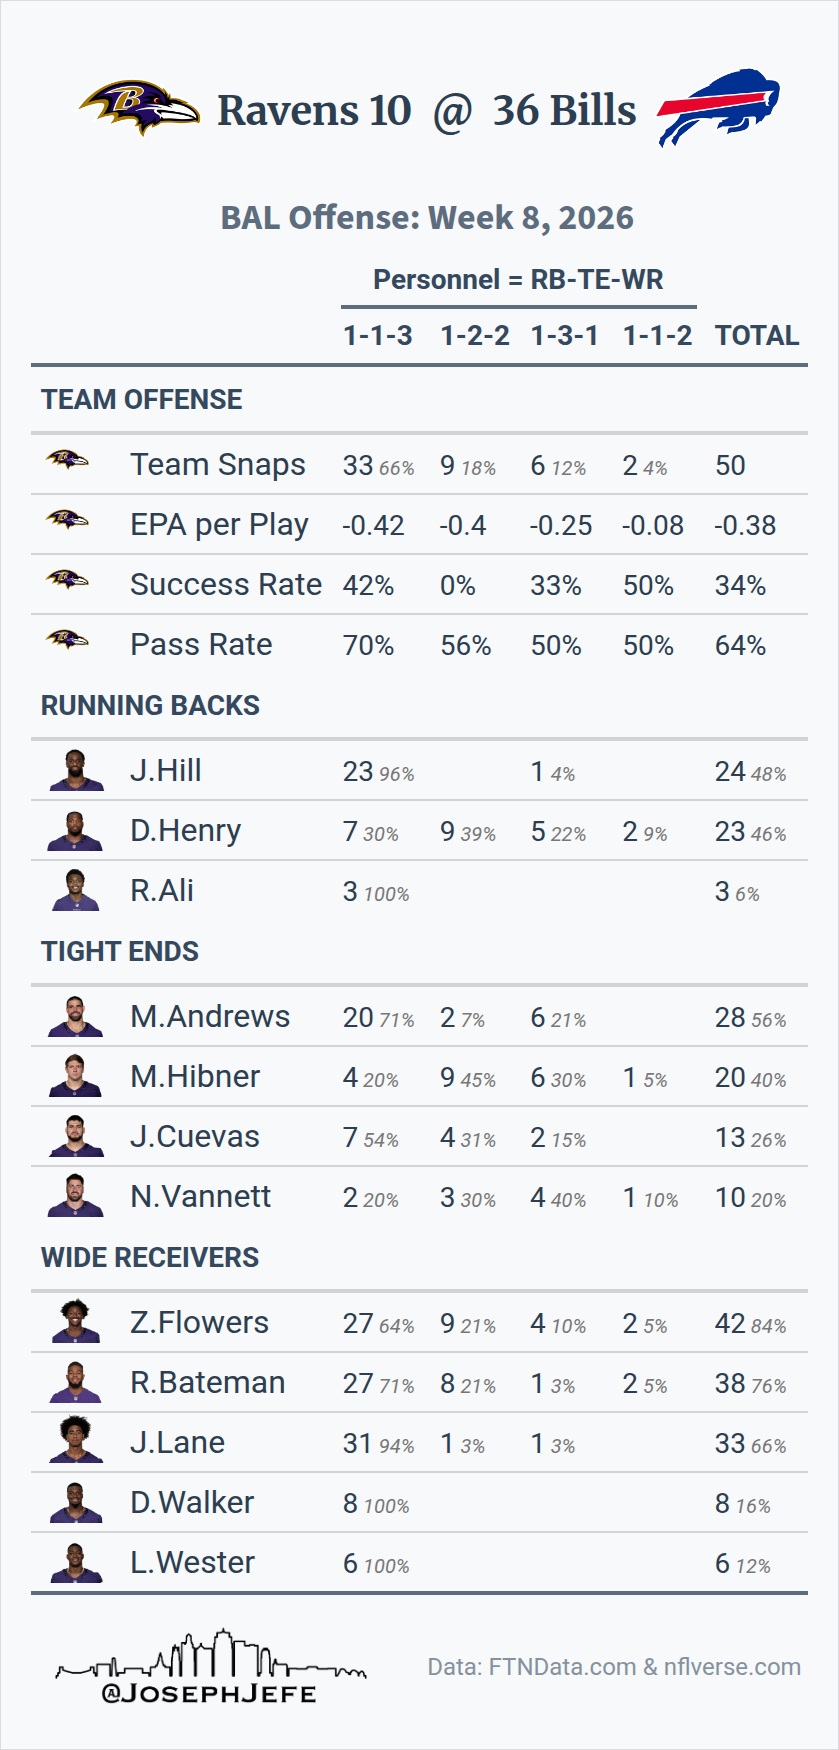 Ravens 10 @ 36 Bills
BAL Offense: Week 8, 2026
Personnel = RB-TE-WR
1-1-3 1-2-2 1-3-1 1-1-2 TOTAL
TEAM OFFENSE
Team Snaps 33 66% 9 18% 6 12% 2 4% 50
EPA per Play -0.42 -0.4 -0.25 -0.08 -0.38
Success Rate 42% 0% 33% 50% 34%
Pass Rate 70% 56% 50% 50% 64%
RUNNING BACKS
J.Hill 23 96% 1 4% 24 48%
D.Henry 7 30% 9 39% 5 22% 2 9% 23 46%
R.Ali 3 100% 3 6%
TIGHT ENDS
M.Andrews 20 71% 2 7% 6 21% 28 56%
M.Hibner 4 20% 9 45% 6 30% 1 5% 20 40%
J.Cuevas 7 54% 4 31% 2 15% 13 26%
N.Vannett 2 20% 3 30% 4 40% 1 10% 10 20%
WIDE RECEIVERS
Z.Flowers 27 64% 9 21% 4 10% 2 5% 42 84%
R.Bateman 27 71% 8 21% 1 3% 2 5% 38 76%
J.Lane 31 94% 1 3% 1 3% 33 66%
D.Walker 8 100% 8 16%
L.Wester 6 100% 6 12%
@JOSEPHJEFE
Data: FTNData.com & nflverse.com